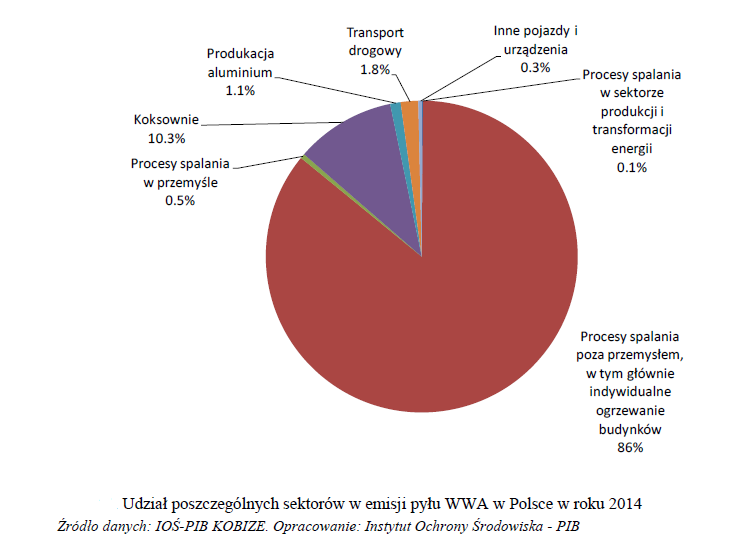 Transport
drogowy
1.8%
Inne pojazdy i
urządzenia
0.3%
Produkacja
aluminium
1.1%
Procesy spalania
w sektorze
produkcji i
transformacji
energii
0.1%
Koksownie
10.3%
Procesy spalania
w przemyśle
0.5%
Procesy spalania
poza przemysłem,
w tym głównie
indywidualne
ogrzewanie
budynków
86%
Udział poszczególnych sektorów w emisji pyłu WWA w Polsce w roku 2014
Źródło danych: IOŚ-PIB KOBIZE. Opracowanie: Instytut Ochrony Środowiska - PIB